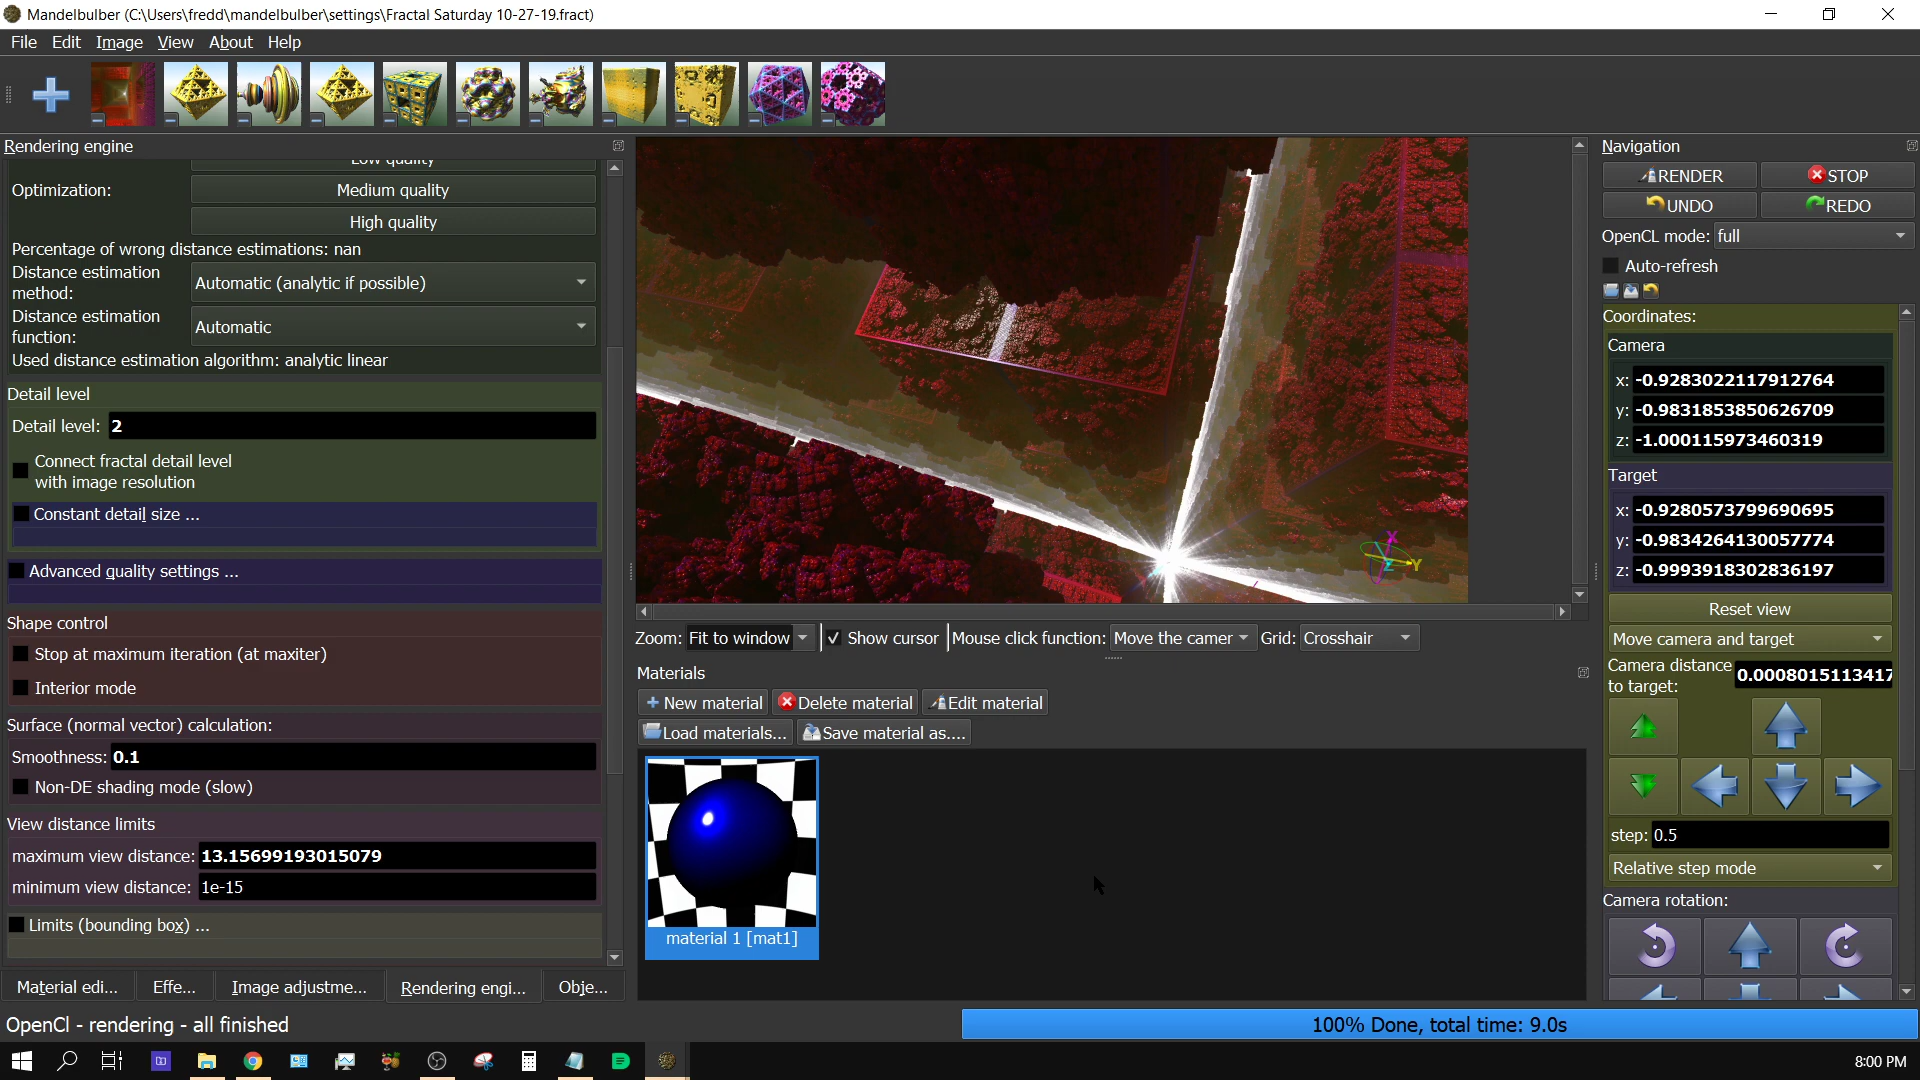 Mandelbulber (C:\Users\fredd\mandelbulber\settings\Fractal Saturday 10-27-19.fract)
File Edit Image View About Help
Rendering engine
Low quality
Optimization: Medium quality
High quality
Percentage of wrong distance estimations: nan
Distance estimation method: Automatic (analytic if possible)
Distance estimation function: Automatic
Used distance estimation algorithm: analytic linear
Detail level
Detail level: 2
Connect fractal detail level
with image resolution
Constant detail size ...
Advanced quality settings ...
Shape control
Stop at maximum iteration (at maxiter)
Interior mode
Surface (normal vector) calculation:
Smoothness: 0.1
Non-DE shading mode (slow)
View distance limits
maximum view distance: 13.15699193015079
minimum view distance: 1e-15
Limits (bounding box) ...
Material edi... Effe... Image adjustme... Rendering engi... Obje...
X
Y
Z
Zoom: Fit to window Show cursor Mouse click function: Move the camer Grid: Crosshair
Materials
New material Delete material Edit material
Load materials... Save material as....
material 1 [mat1]
Navigation
RENDER STOP
UNDO REDO
OpenCL mode: full
Auto-refresh
Coordinates:
Camera
x: -0.9283022117912764
y: -0.9831853850626709
z: -1.000115973460319
Target
x: -0.9280573799690695
y: -0.9834264130057774
z: -0.9993918302836197
Reset view
Move camera and target
Camera distance to target: 0.0008015113417
step: 0.5
Relative step mode
Camera rotation:
OpenCl - rendering - all finished
100% Done, total time: 9.0s
8:00 PM